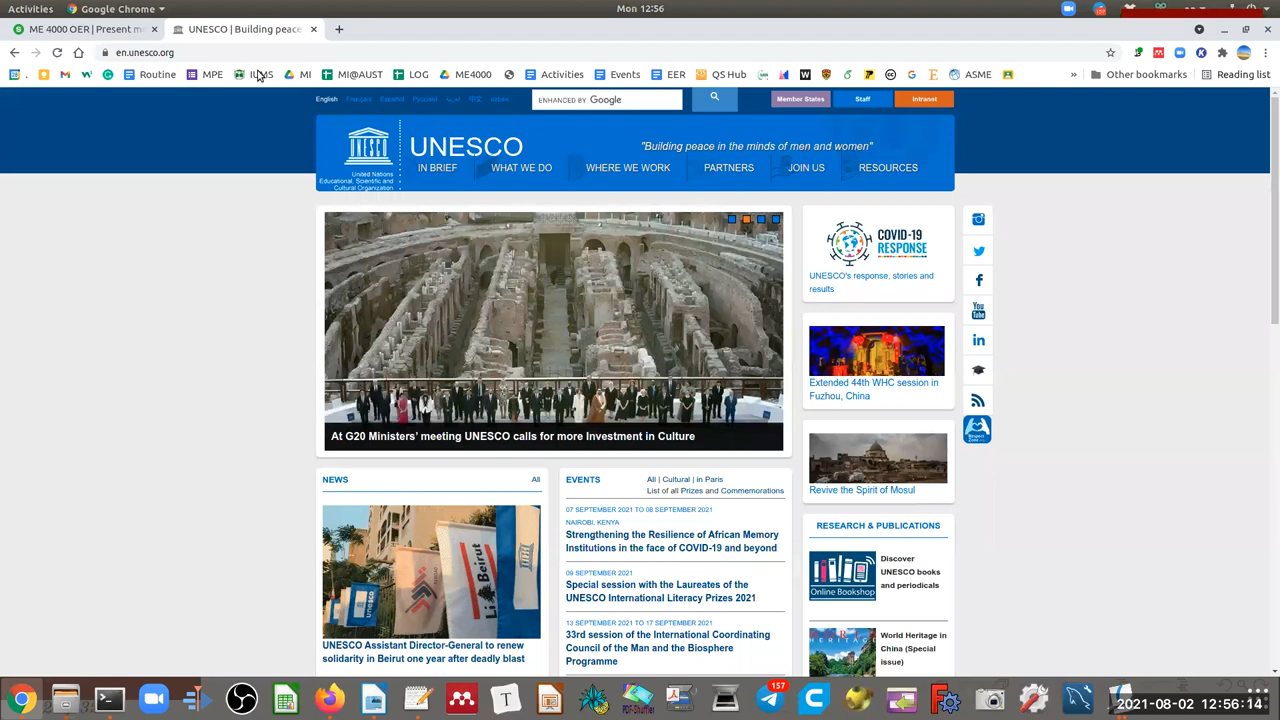 Activities
Google Chrome
Mon 12:56
157
ME 4000 OER | Present m
UNESCO | Building peace
en.unesco.org
Routine
MPE
IUMS
MI
MI@AUST
LOG
ME4000
Activities
Events
EER
QS Hub
ASME
»
Other bookmarks
Reading list
English
Français
Español
Русский
ENHANCED BY Google
Member States
Staff
Intranet
UNESCO
"Building peace in the minds of men and women"
United Nations
Educational, Scientific and
Cultural Organization
IN BRIEF
WHAT WE DO
WHERE WE WORK
PARTNERS
JOIN US
RESOURCES
COVID-19
RESPONSE
UNESCO's response, stories and
results
At G20 Ministers' meeting UNESCO calls for more Investment in Culture
You
Tube
in
Extended 44th WHC session in
Fuzhou, China
Revive the Spirit of Mosul
NEWS
All
UNESCO Assistant Director-General to renew
solidarity in Beirut one year after deadly blast
EVENTS
All | Cultural | in Paris
List of all Prizes and Commemorations
07 SEPTEMBER 2021 TO 08 SEPTEMBER 2021
NAIROBI, KENYA
Strengthening the Resilience of African Memory
Institutions in the face of COVID-19 and beyond
09 SEPTEMBER 2021
Special session with the Laureates of the
UNESCO International Literacy Prizes 2021
13 SEPTEMBER 2021 TO 17 SEPTEMBER 2021
33rd session of the International Coordinating
Council of the Man and the Biosphere
Programme
RESEARCH & PUBLICATIONS
Discover
UNESCO books
and periodicals
Online Bookshop
World Heritage in
China (Special
issue)
157
2021-08-02 12:56:14